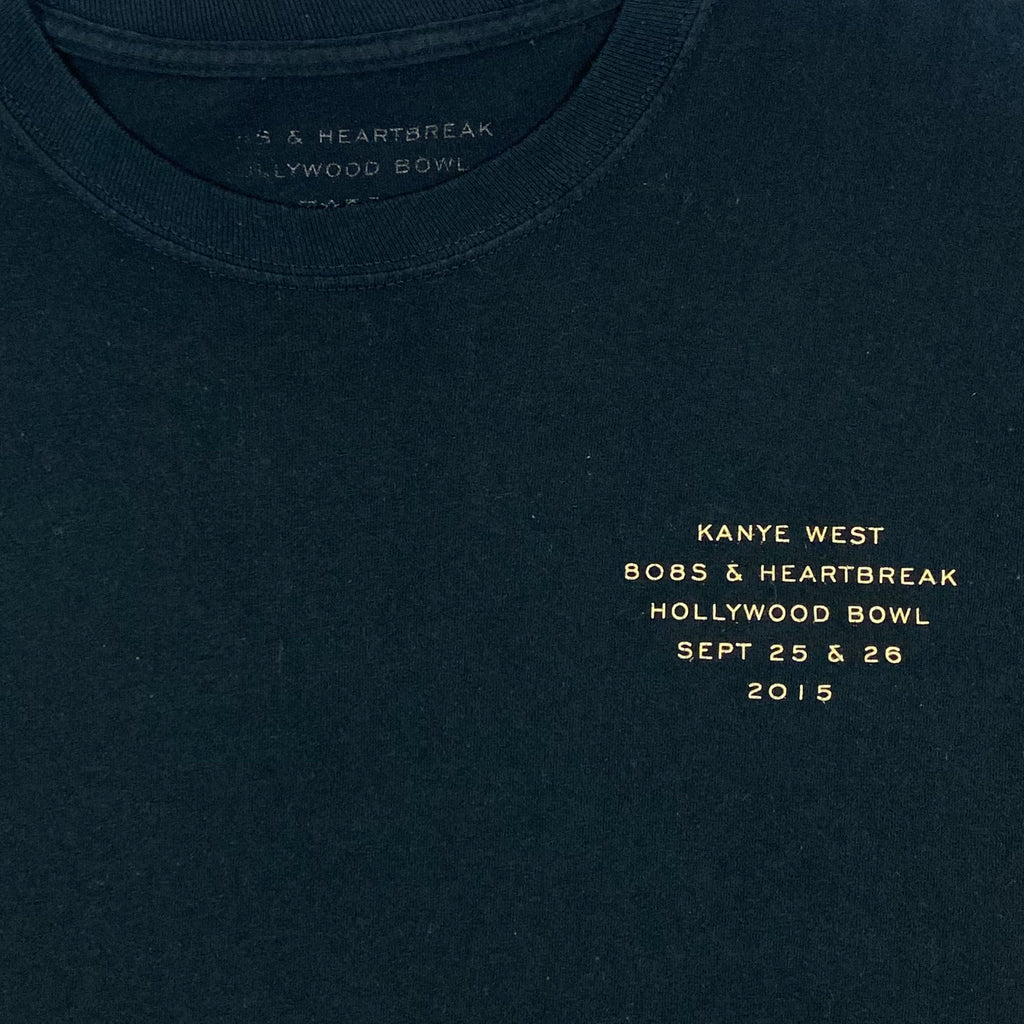 & HEARTBREAK
BOWL
KANYE WEST
808S & HEARTBREAK
HOLLYWOOD BOWL
SEPT 25 & 26
2015